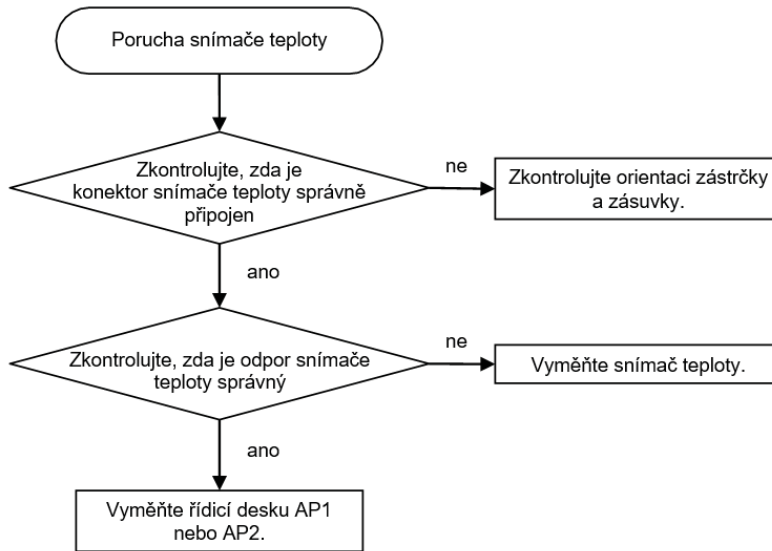 Porucha snímače teploty
Zkontrolujte, zda je
konektor snímače teploty správně
připojen
ne
Zkontrolujte orientaci zástrčky
a zásuvky.
ano
Zkontrolujte, zda je odpor snímače
teploty správný
ne
Vyměňte snímač teploty.
ano
Vyměňte řídicí desku AP1
nebo AP2.